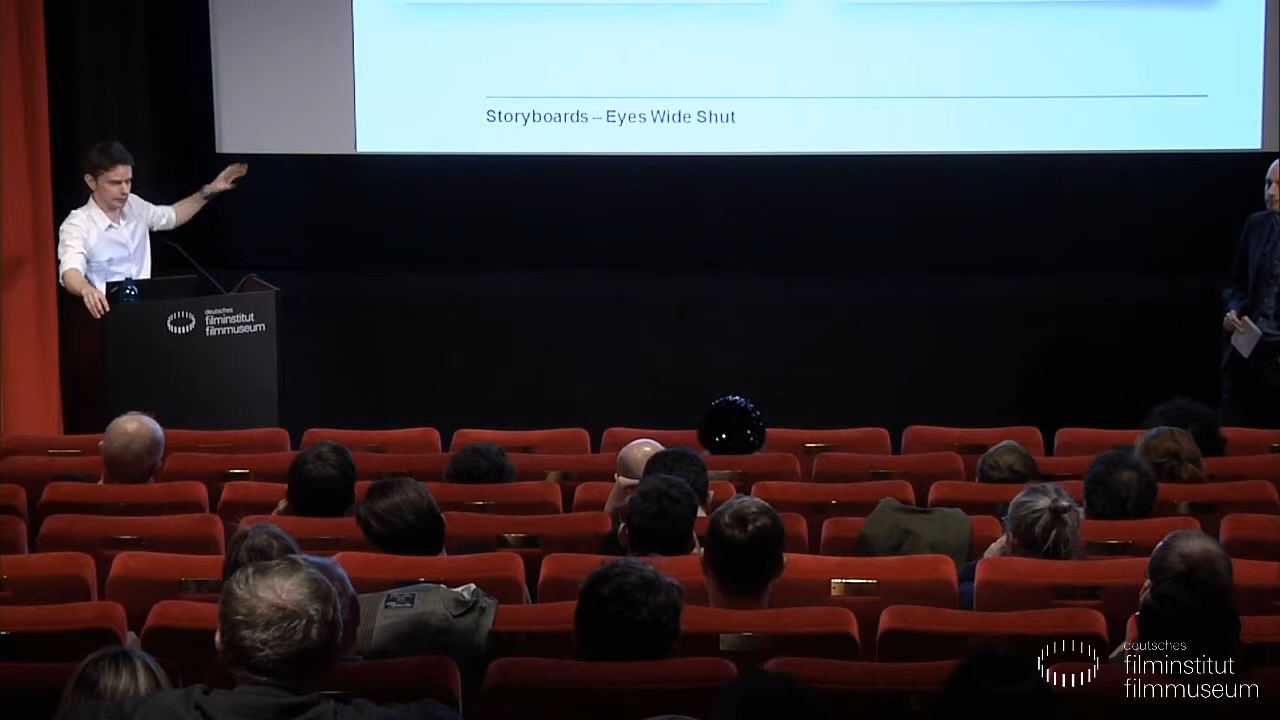 Storyboards – Eyes Wide Shut
deutsches
filminstitut
filmmuseum
deutsches
filminstitut
filmmuseum